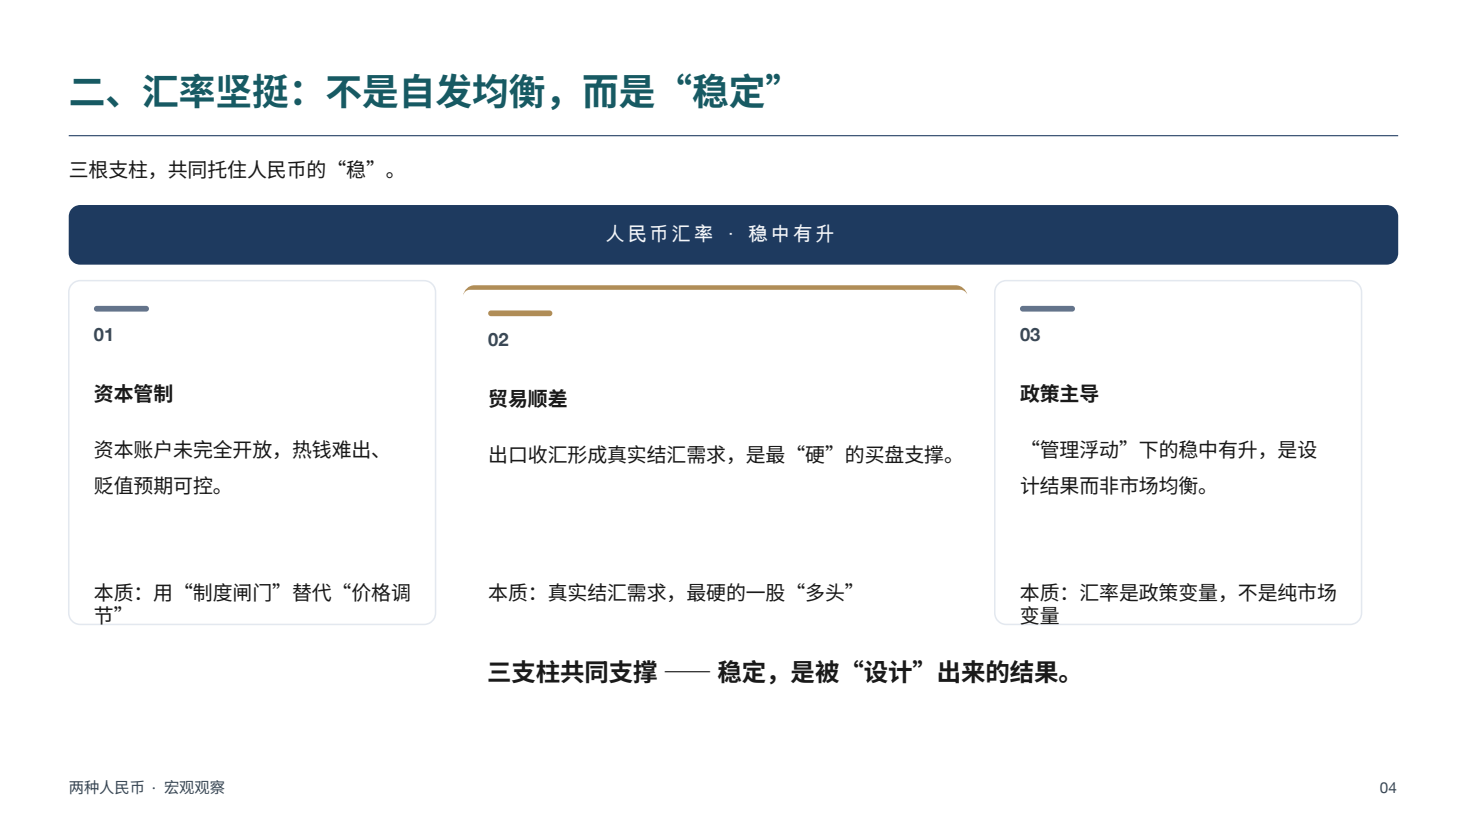 二、汇率坚挺：不是自发均衡，而是“稳定”
三根支柱，共同托住人民币的“稳”。
人民币汇率 · 稳中有升
01
资本管制
资本账户未完全开放，热钱难出、
贬值预期可控。
本质：用“制度闸门”替代“价格调
节”
02
贸易顺差
出口收汇形成真实结汇需求，是最“硬”的买盘支撑。
本质：真实结汇需求，最硬的一股“多头”
03
政策主导
“管理浮动”下的稳中有升，是设
计结果而非市场均衡。
本质：汇率是政策变量，不是纯市场
变量
三支柱共同支撑 —— 稳定，是被“设计”出来的结果。
两种人民币 · 宏观观察
04